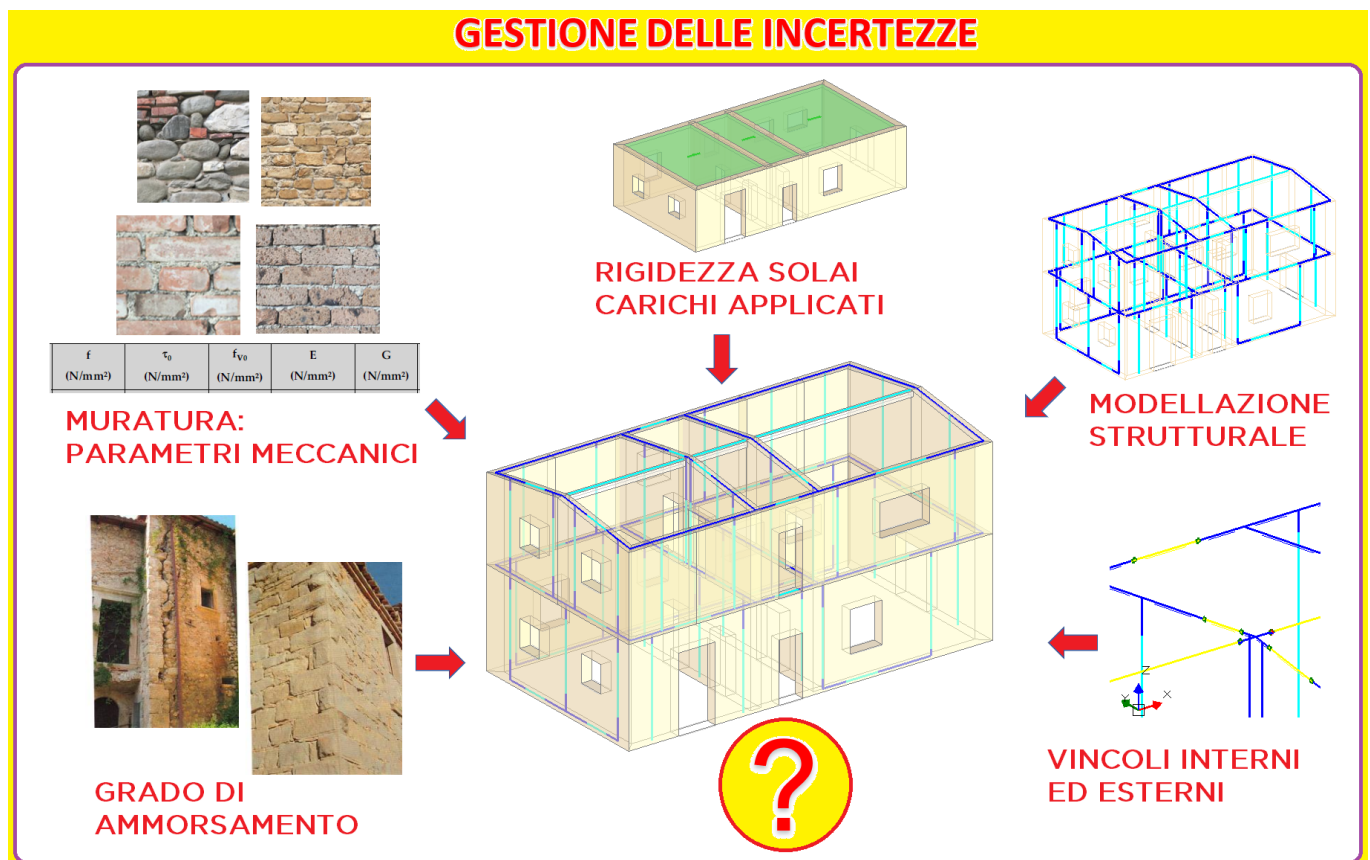 GESTIONE DELLE INCERTEZZE
f τ₀ fV0 E G
(N/mm²) (N/mm²) (N/mm²) (N/mm²) (N/mm²)
MURATURA:
PARAMETRI MECCANICI
RIGIDEZZA SOLAI
CARICHI APPLICATI
MODELLAZIONE
STRUTTURALE
GRADO DI
AMMORSAMENTO
Z
Y X
VINCOLI INTERNI
ED ESTERNI
?